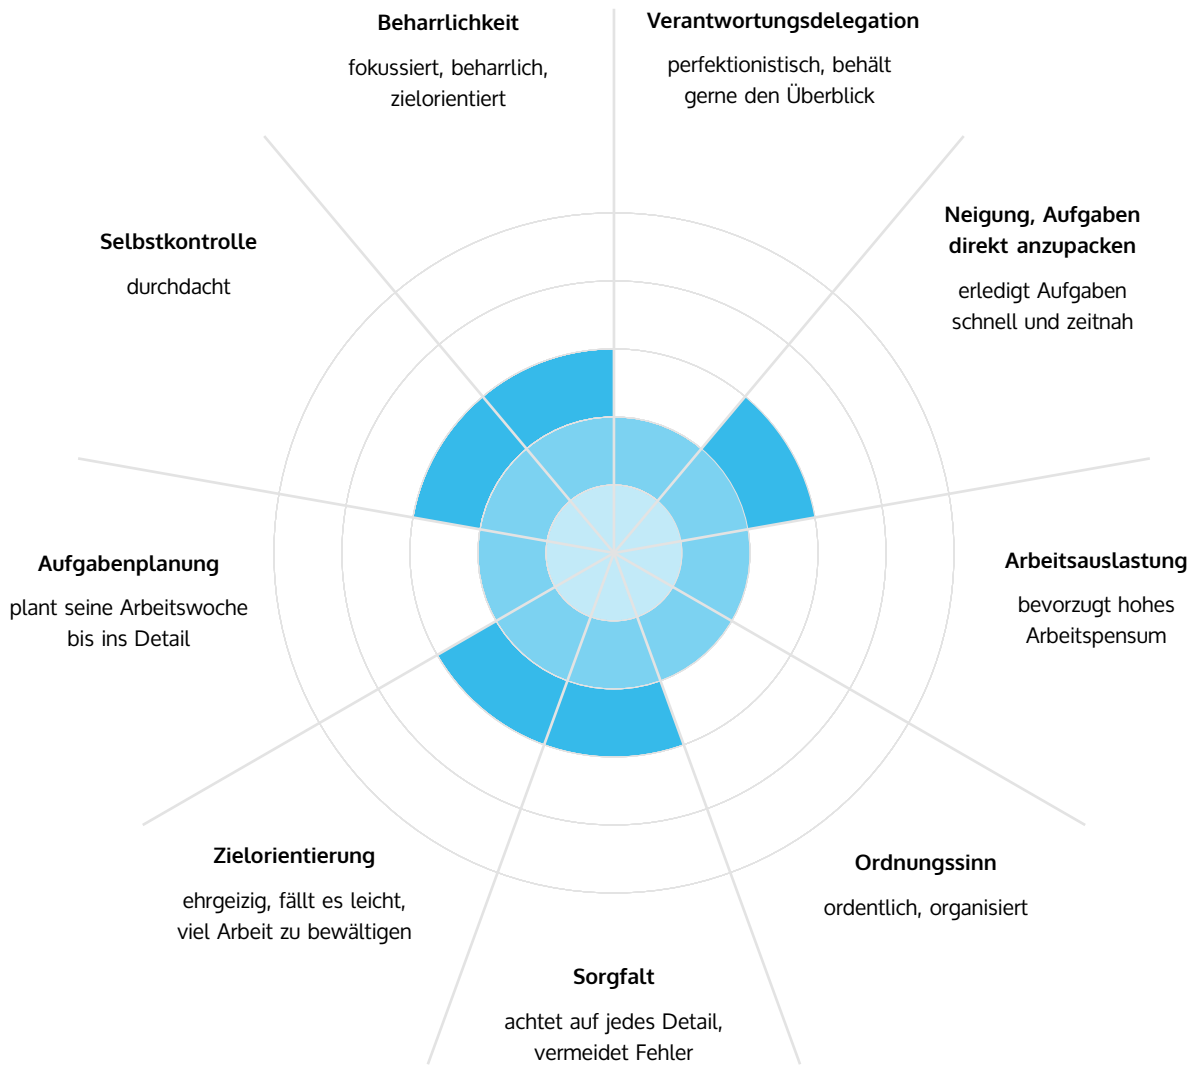 Beharrlichkeit
fokussiert, beharrlich,
zielorientiert
Verantwortungsdelegation
perfektionistisch, behält
gerne den Überblick
Neigung, Aufgaben
direkt anzupacken
erledigt Aufgaben
schnell und zeitnah
Selbstkontrolle
durchdacht
Arbeitsauslastung
bevorzugt hohes
Arbeitspensum
Aufgabenplanung
plant seine Arbeitswoche
bis ins Detail
Zielorientierung
ehrgeizig, fällt es leicht,
viel Arbeit zu bewältigen
Ordnungssinn
ordentlich, organisiert
Sorgfalt
achtet auf jedes Detail,
vermeidet Fehler